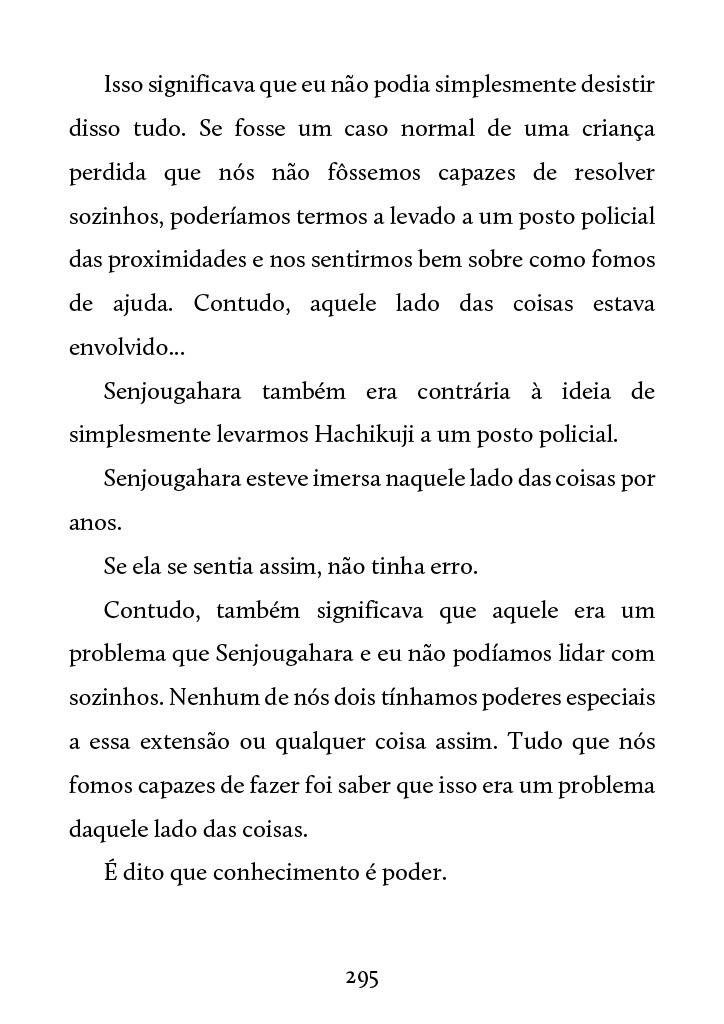 Isso significava que eu não podia simplesmente desistir
disso tudo. Se fosse um caso normal de uma criança
perdida que nós não fôssemos capazes de resolver
sozinhos, poderíamos termos a levado a um posto policial
das proximidades e nos sentirmos bem sobre como fomos
de ajuda. Contudo, aquele lado das coisas estava
envolvido...
Senjougahara também era contrária à ideia de
simplesmente levarmos Hachikuji a um posto policial.
Senjougahara esteve imersa naquele lado das coisas por
anos.
Se ela se sentia assim, não tinha erro.
Contudo, também significava que aquele era um
problema que Senjougahara e eu não podíamos lidar com
sozinhos. Nenhum de nós dois tínhamos poderes especiais
a essa extensão ou qualquer coisa assim. Tudo que nós
fomos capazes de fazer foi saber que isso era um problema
daquele lado das coisas.
É dito que conhecimento é poder.
295